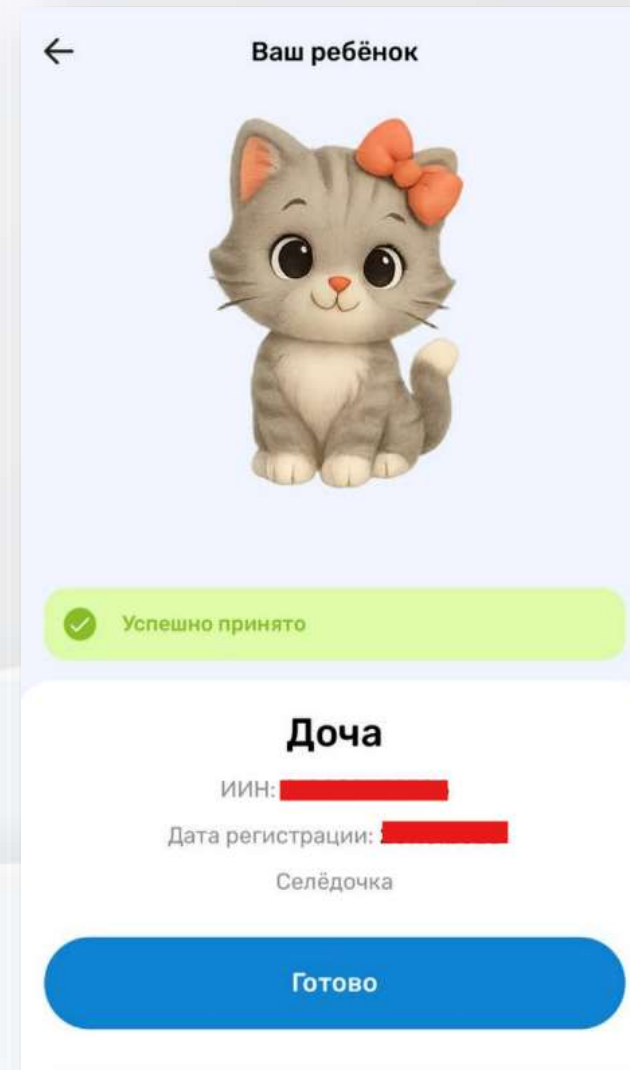 Ваш ребёнок
Успешно принято
Доча
ИИН:
Дата регистрации:
Селёдочка
Готово